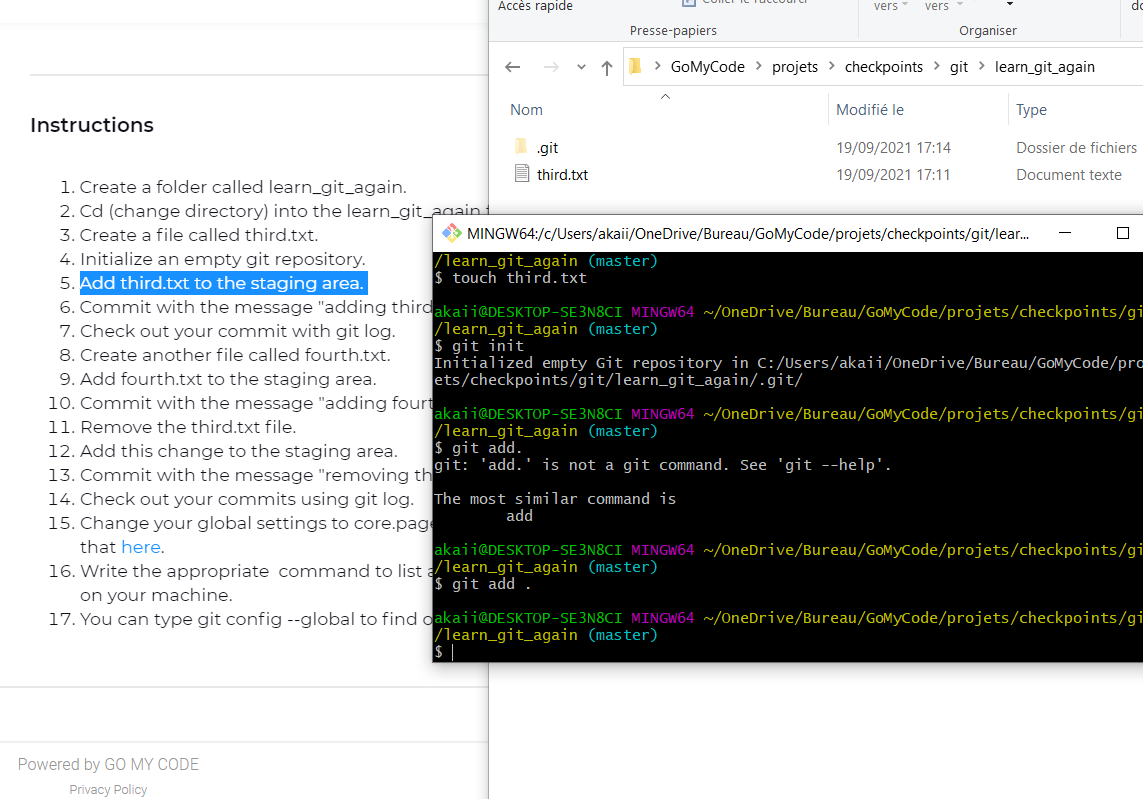 Instructions
1. Create a folder called learn_git_again.
2. Cd (change directory) into the learn_git_again
3. Create a file called third.txt.
4. Initialize an empty git repository.
5. Add third.txt to the staging area.
6. Commit with the message "adding third
7. Check out your commit with git log.
8. Create another file called fourth.txt.
9. Add fourth.txt to the staging area.
10. Commit with the message "adding fourt
11. Remove the third.txt file.
12. Add this change to the staging area.
13. Commit with the message "removing th
14. Check out your commits using git log.
15. Change your global settings to core.page
that here.
16. Write the appropriate  command to list a
on your machine.
17. You can type git config --global to find o
Powered by GO MY CODE
Privacy Policy
Accès rapide
Coller le raccourci
vers
vers
Presse-papiers
Organiser
GoMyCode > projets > checkpoints > git > learn_git_again
Nom Modifié le Type
.git 19/09/2021 17:14 Dossier de fichiers
third.txt 19/09/2021 17:11 Document texte
MINGW64:/c/Users/akaii/OneDrive/Bureau/GoMyCode/projets/checkpoints/git/lear...
/learn_git_again (master)
$ touch third.txt
akaii@DESKTOP-SE3N8CI MINGW64 ~/OneDrive/Bureau/GoMyCode/projets/checkpoints/gi
/learn_git_again (master)
$ git init
Initialized empty Git repository in C:/Users/akaii/OneDrive/Bureau/GoMyCode/pro
ets/checkpoints/git/learn_git_again/.git/
akaii@DESKTOP-SE3N8CI MINGW64 ~/OneDrive/Bureau/GoMyCode/projets/checkpoints/gi
/learn_git_again (master)
$ git add.
git: 'add.' is not a git command. See 'git --help'.
The most similar command is
add
akaii@DESKTOP-SE3N8CI MINGW64 ~/OneDrive/Bureau/GoMyCode/projets/checkpoints/gi
/learn_git_again (master)
$ git add .
akaii@DESKTOP-SE3N8CI MINGW64 ~/OneDrive/Bureau/GoMyCode/projets/checkpoints/gi
/learn_git_again (master)
$